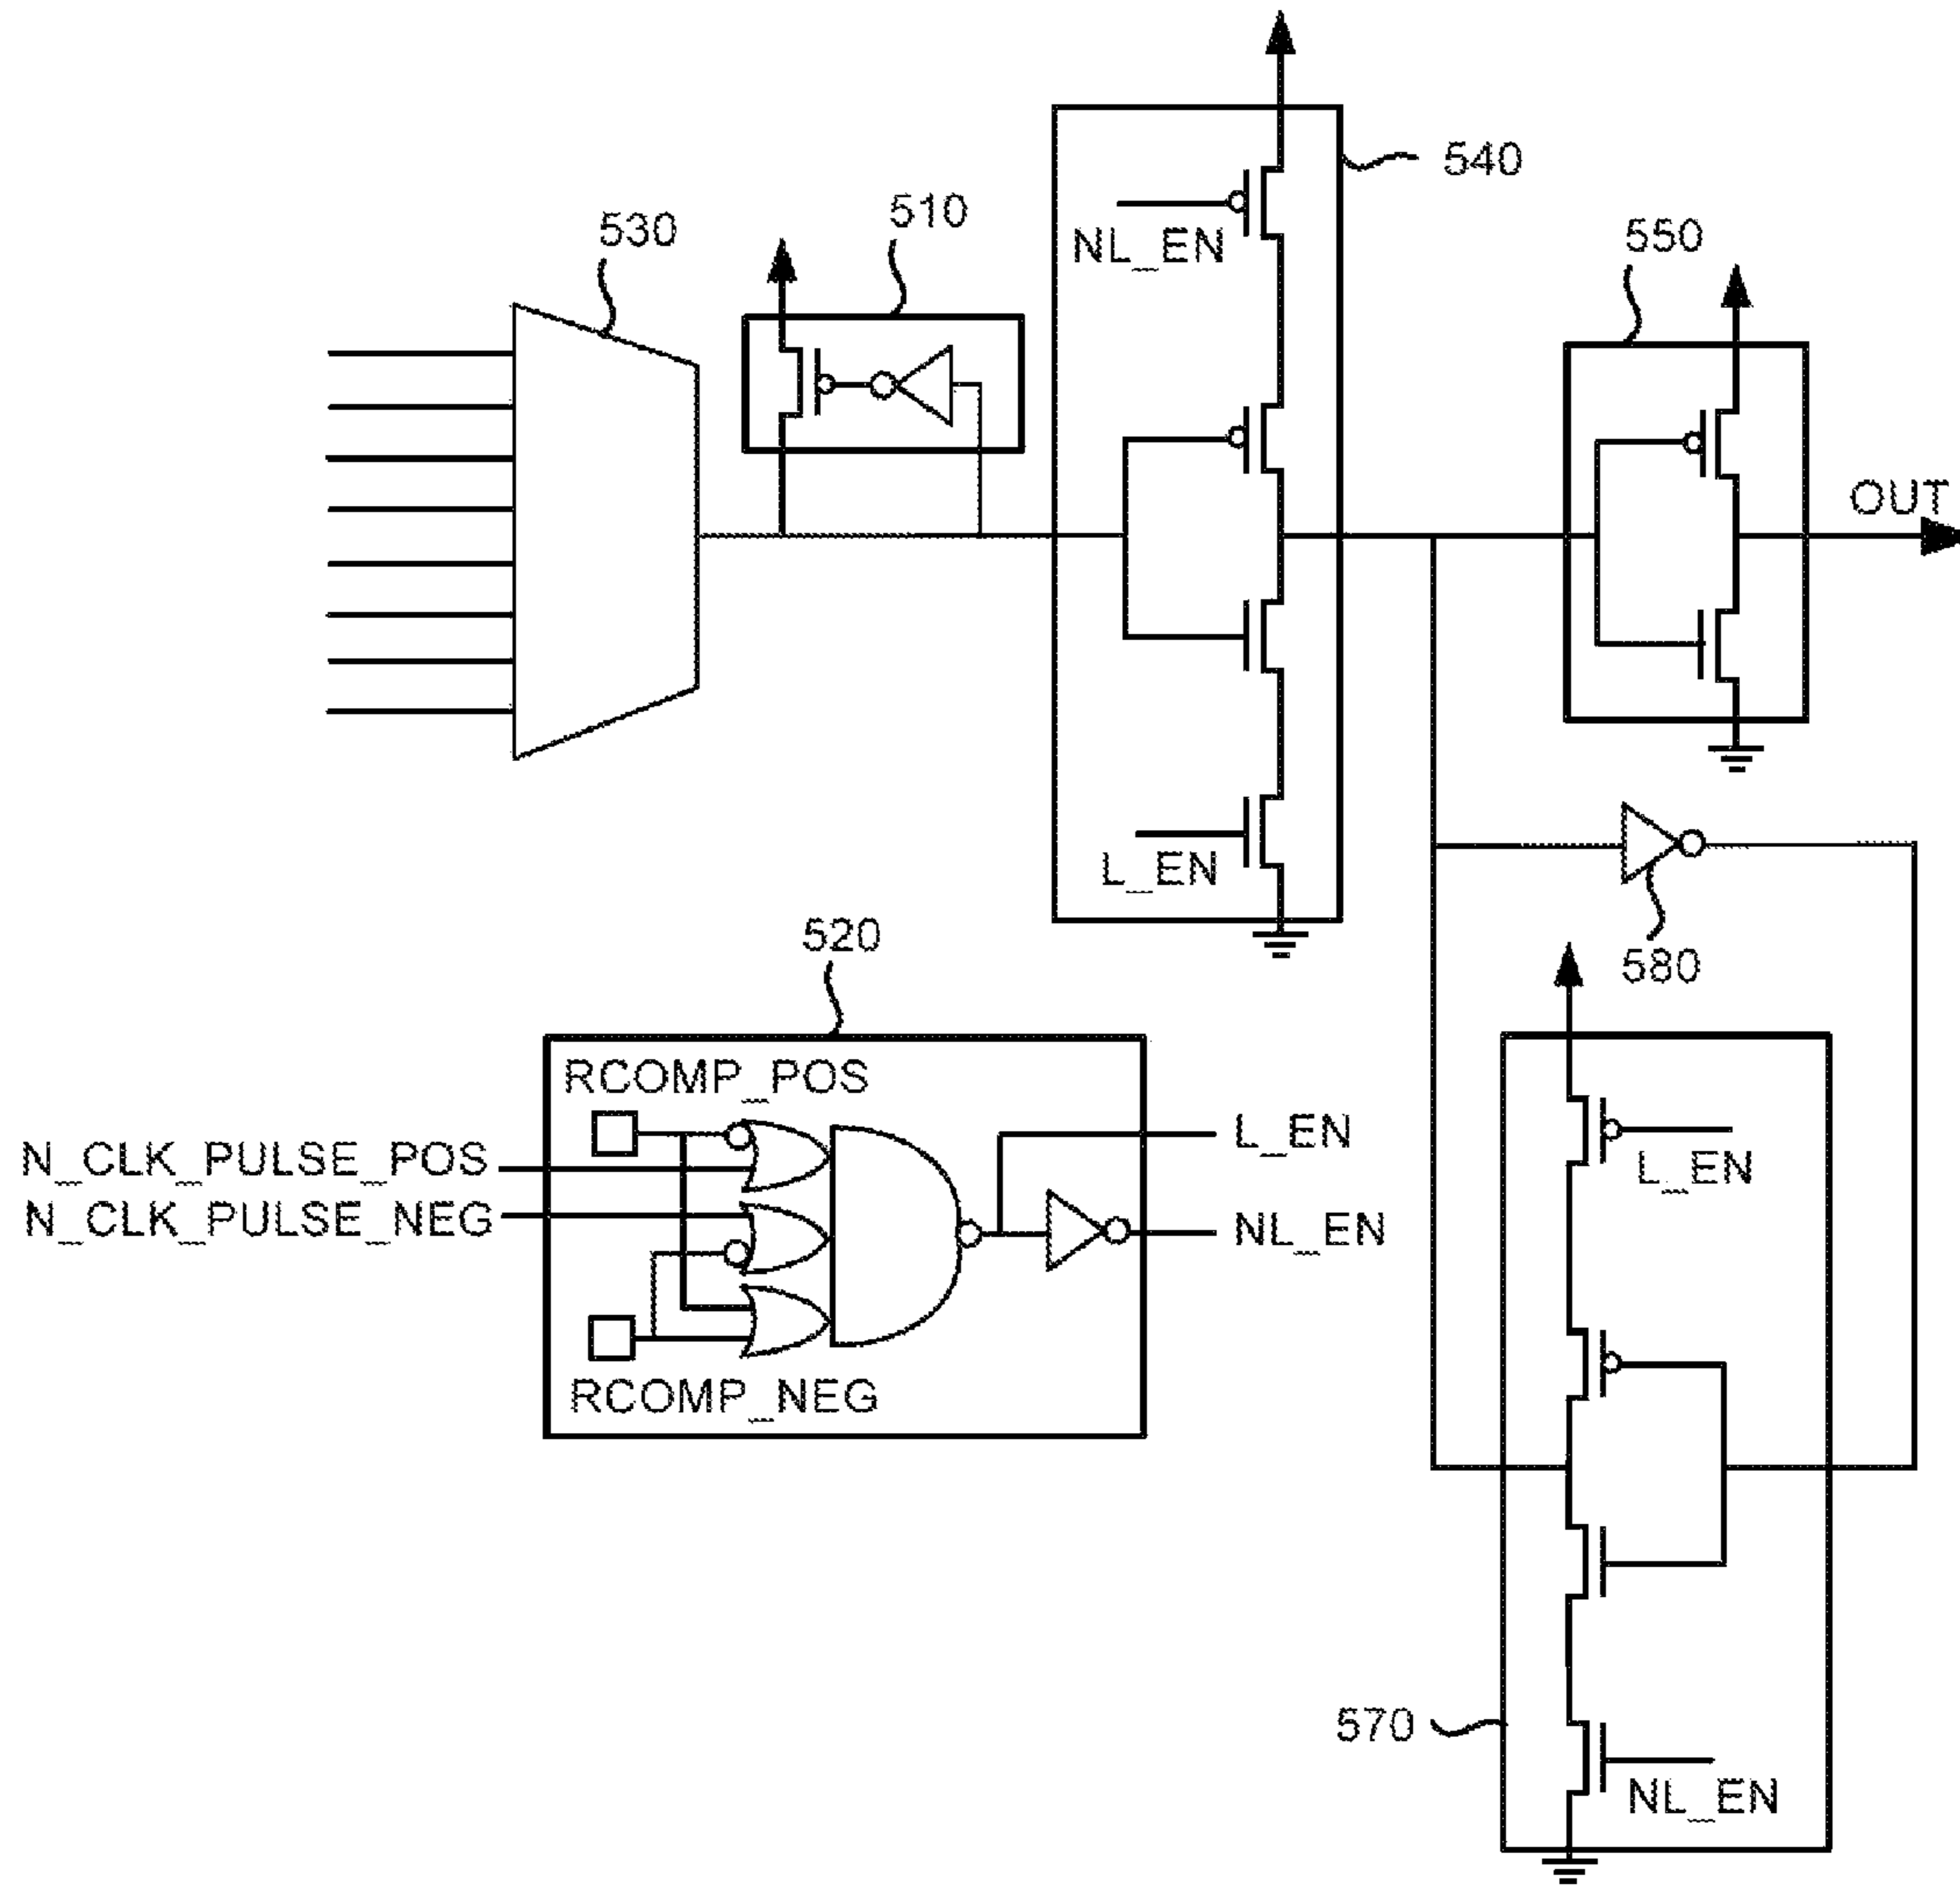 540
510
530
550
NL_EN
OUT
L_EN
520
580
RCOMP_POS
L_EN
N_CLK_PULSE_POS
L_EN
N_CLK_PULSE_NEG
NL_EN
RCOMP_NEG
570
NL_EN